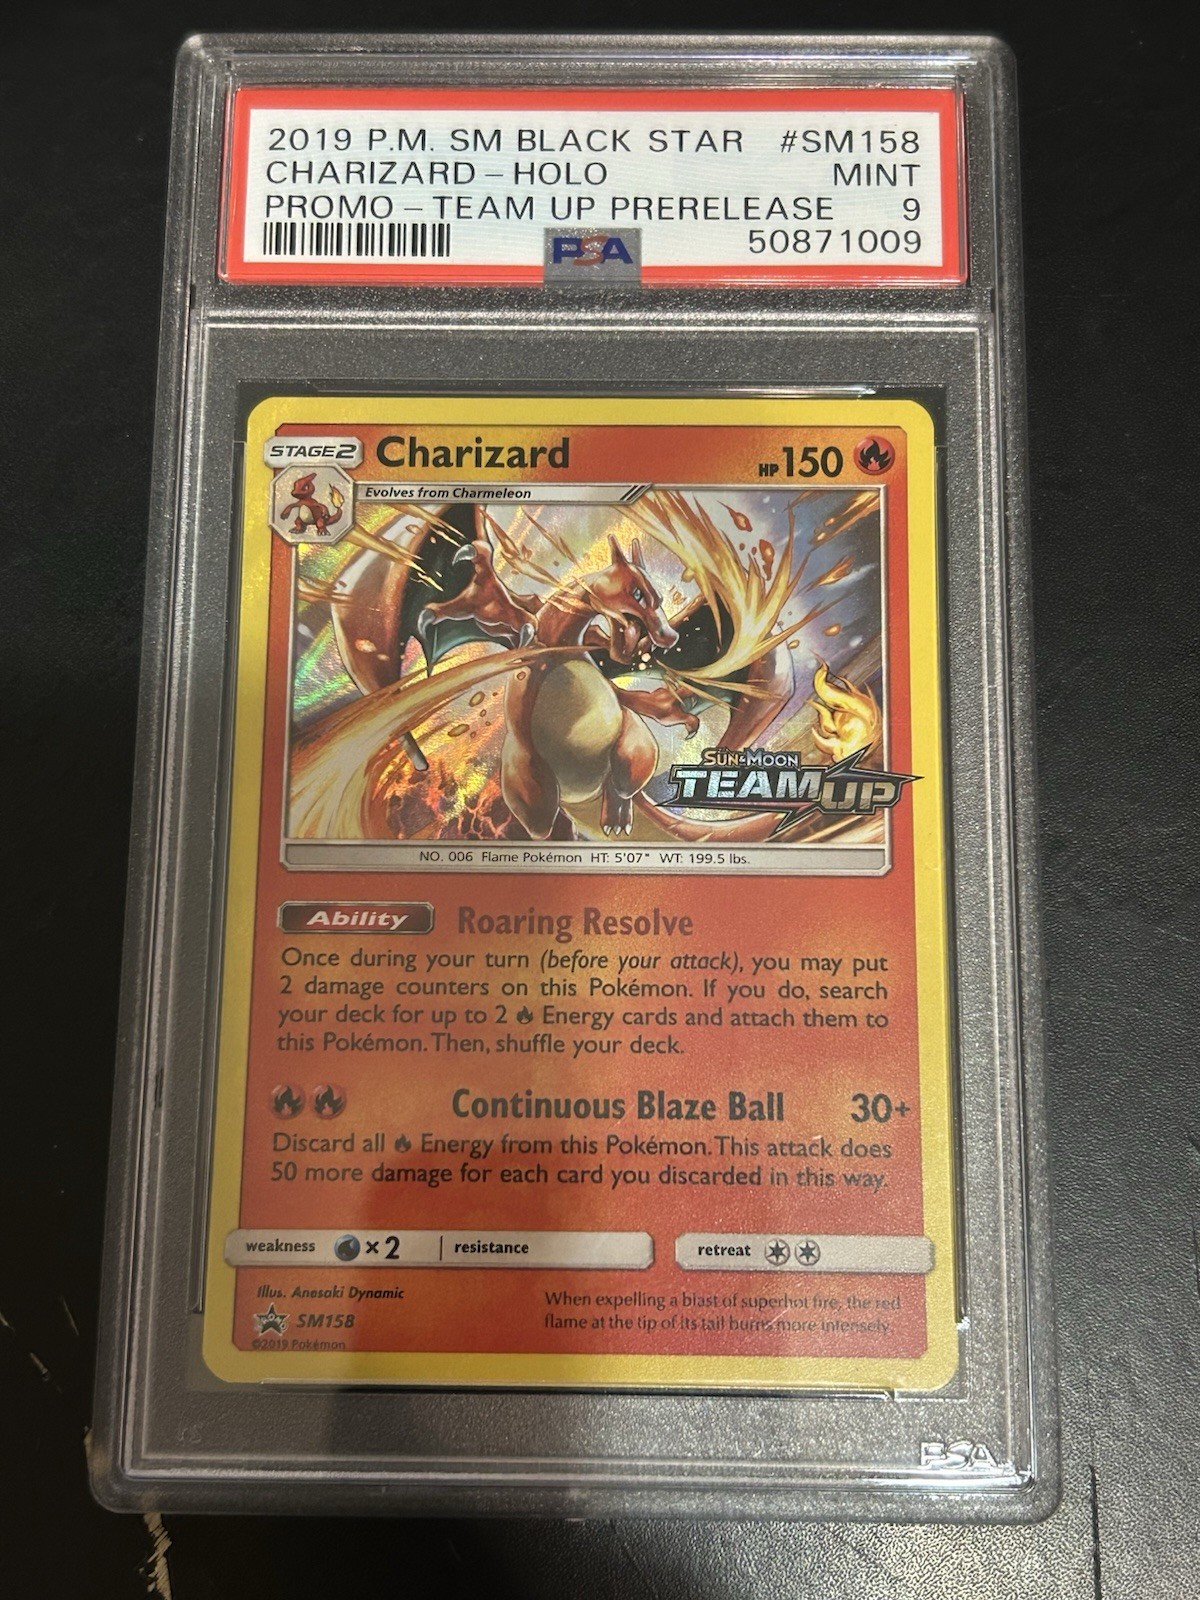 2019 P.M. SM BLACK STAR #SM158
CHARIZARD - HOLO MINT
PROMO - TEAM UP PRERELEASE 9
50871009
PSA
STAGE 2 Charizard HP 150
Evolves from Charmeleon
SUN & MOON
TEAM UP
NO. 006 Flame Pokémon HT: 5'07" WT: 199.5 lbs.
Ability Roaring Resolve
Once during your turn (before your attack), you may put
2 damage counters on this Pokémon. If you do, search
your deck for up to 2 Energy cards and attach them to
this Pokémon. Then, shuffle your deck.
Continuous Blaze Ball 30+
Discard all Energy from this Pokémon. This attack does
50 more damage for each card you discarded in this way.
weakness ×2 resistance retreat
Illus. Anesaki Dynamic
When expelling a blast of superhot fire, the red
flame at the tip of its tail burns more intensely.
SM158
©2019 Pokémon
PSA